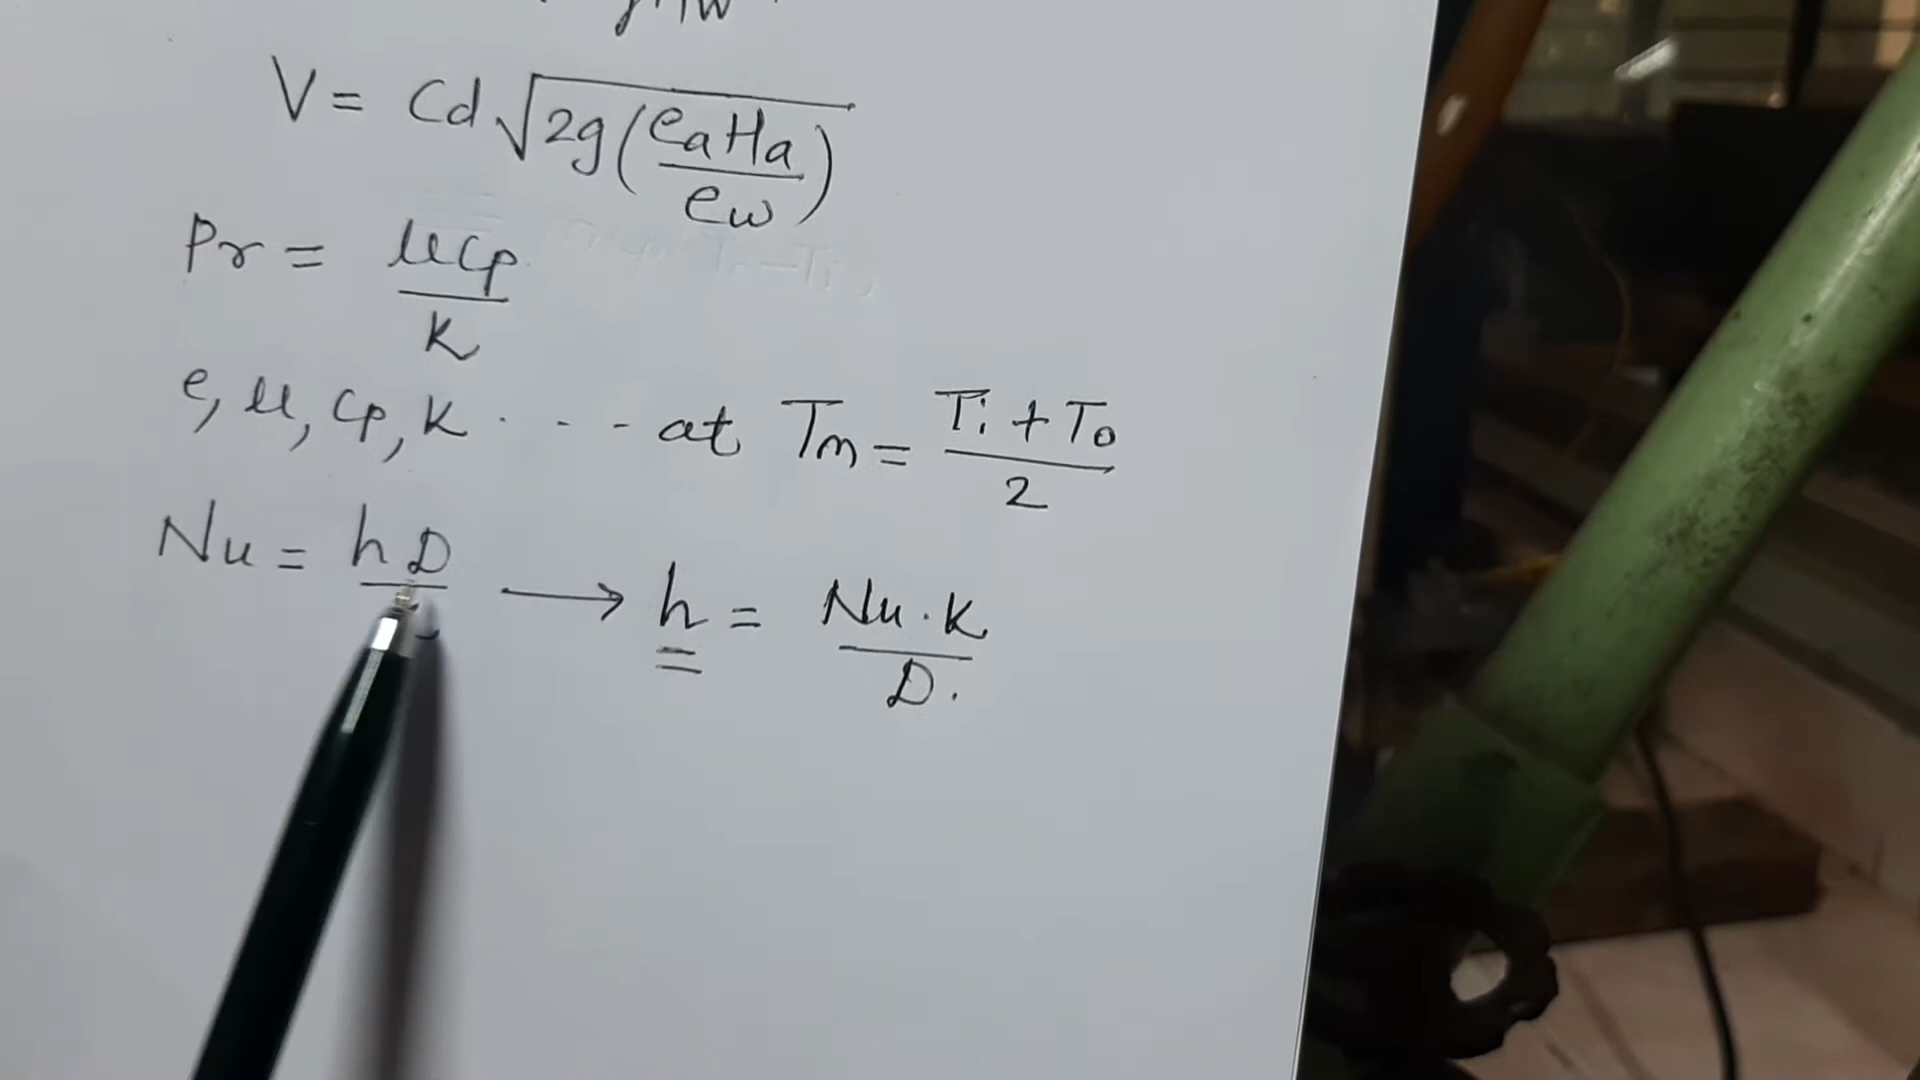 V = Cd √2g(ρaHa/ρw)
Pr = μCp/K
ρ, μ, Cp, K . . . . at Tm = Ti + To/2
Nu = hD/ → h = Nu.K/D.